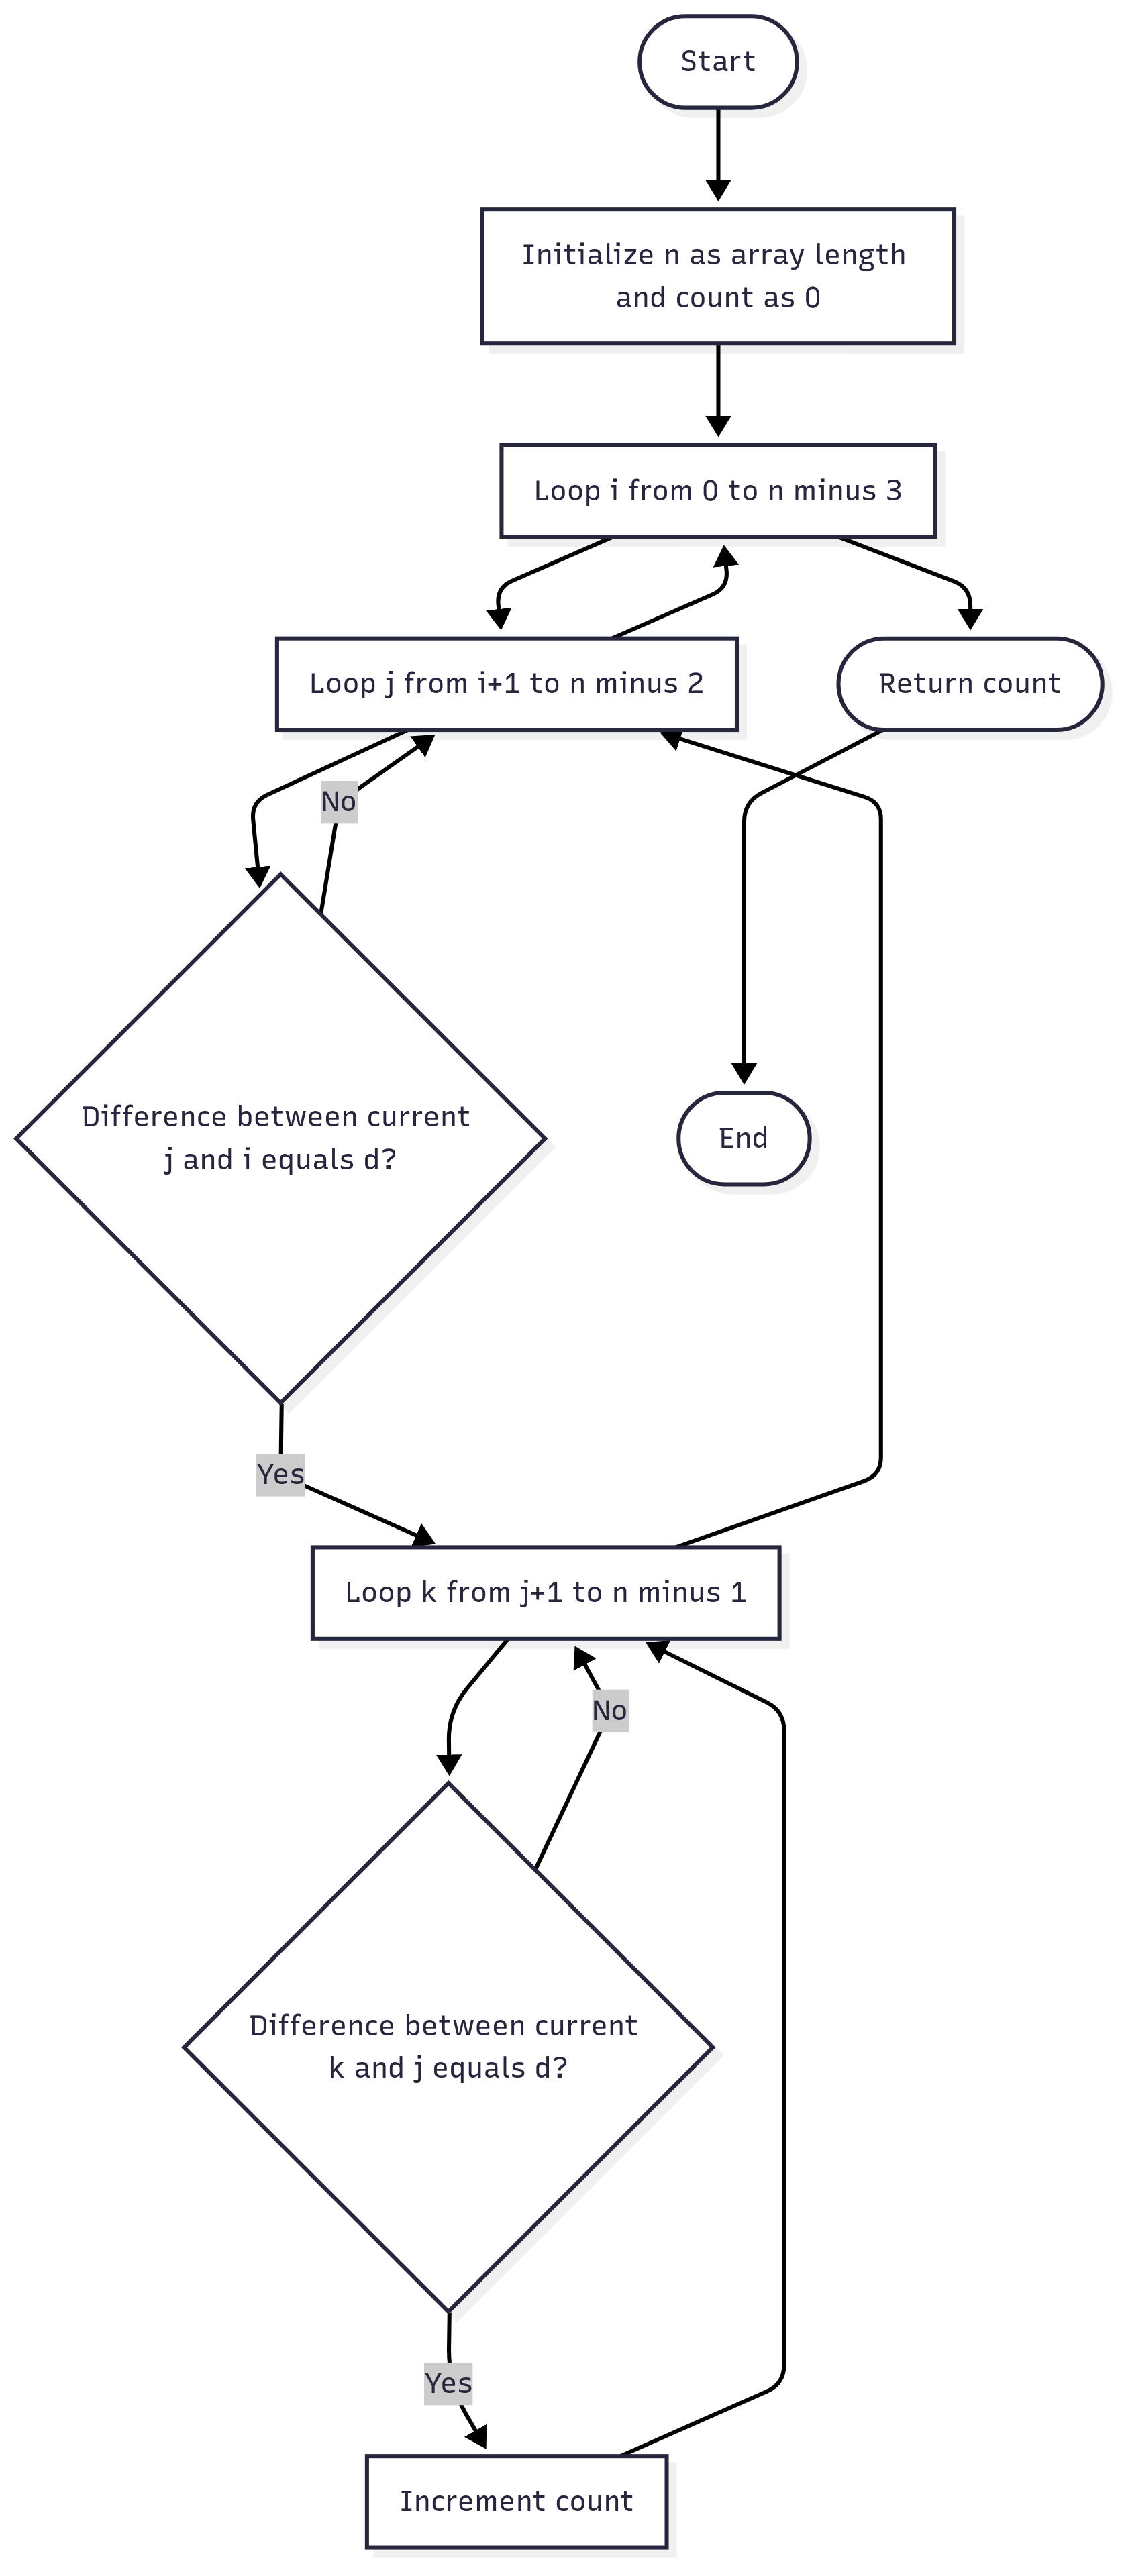 Start
Initialize n as array length
and count as 0
Loop i from 0 to n minus 3
Loop j from i+1 to n minus 2
Return count
No
Difference between current
j and i equals d?
End
Yes
Loop k from j+1 to n minus 1
No
Difference between current
k and j equals d?
Yes
Increment count